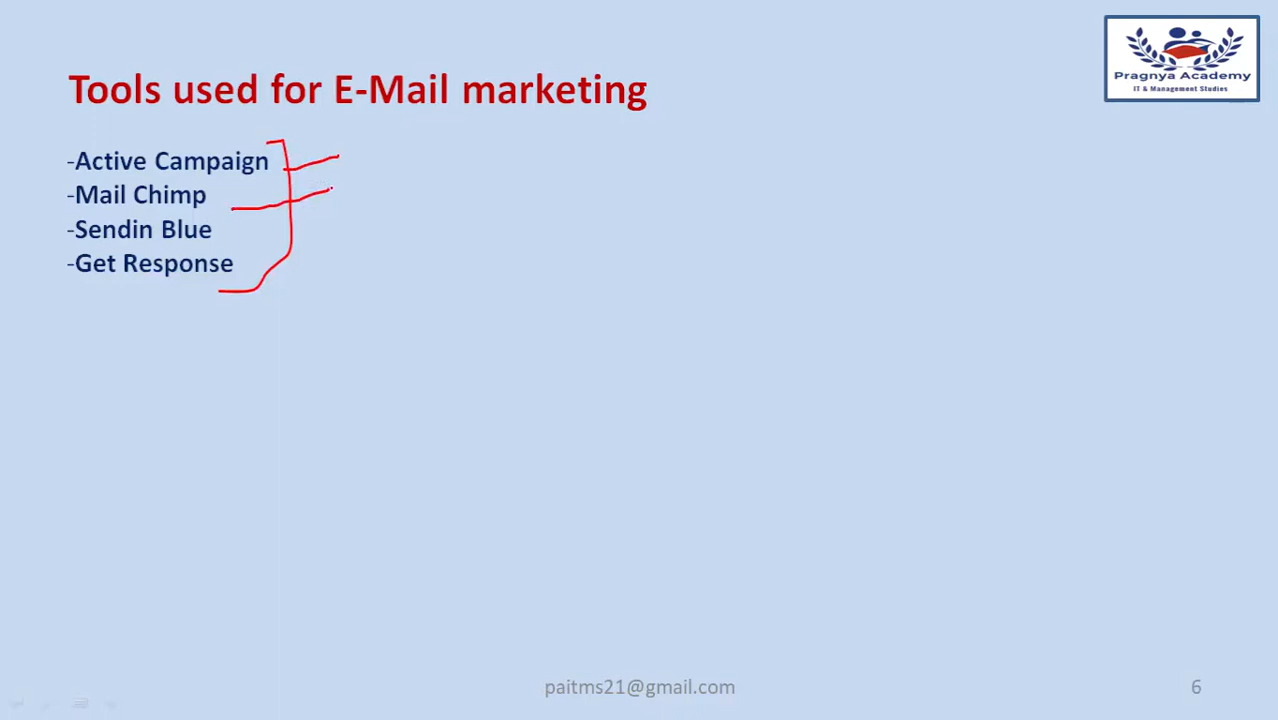 Pragnya Academy
IT & Management Studies
Tools used for E-Mail marketing
-Active Campaign
-Mail Chimp
-Sendin Blue
-Get Response
paitms21@gmail.com
6